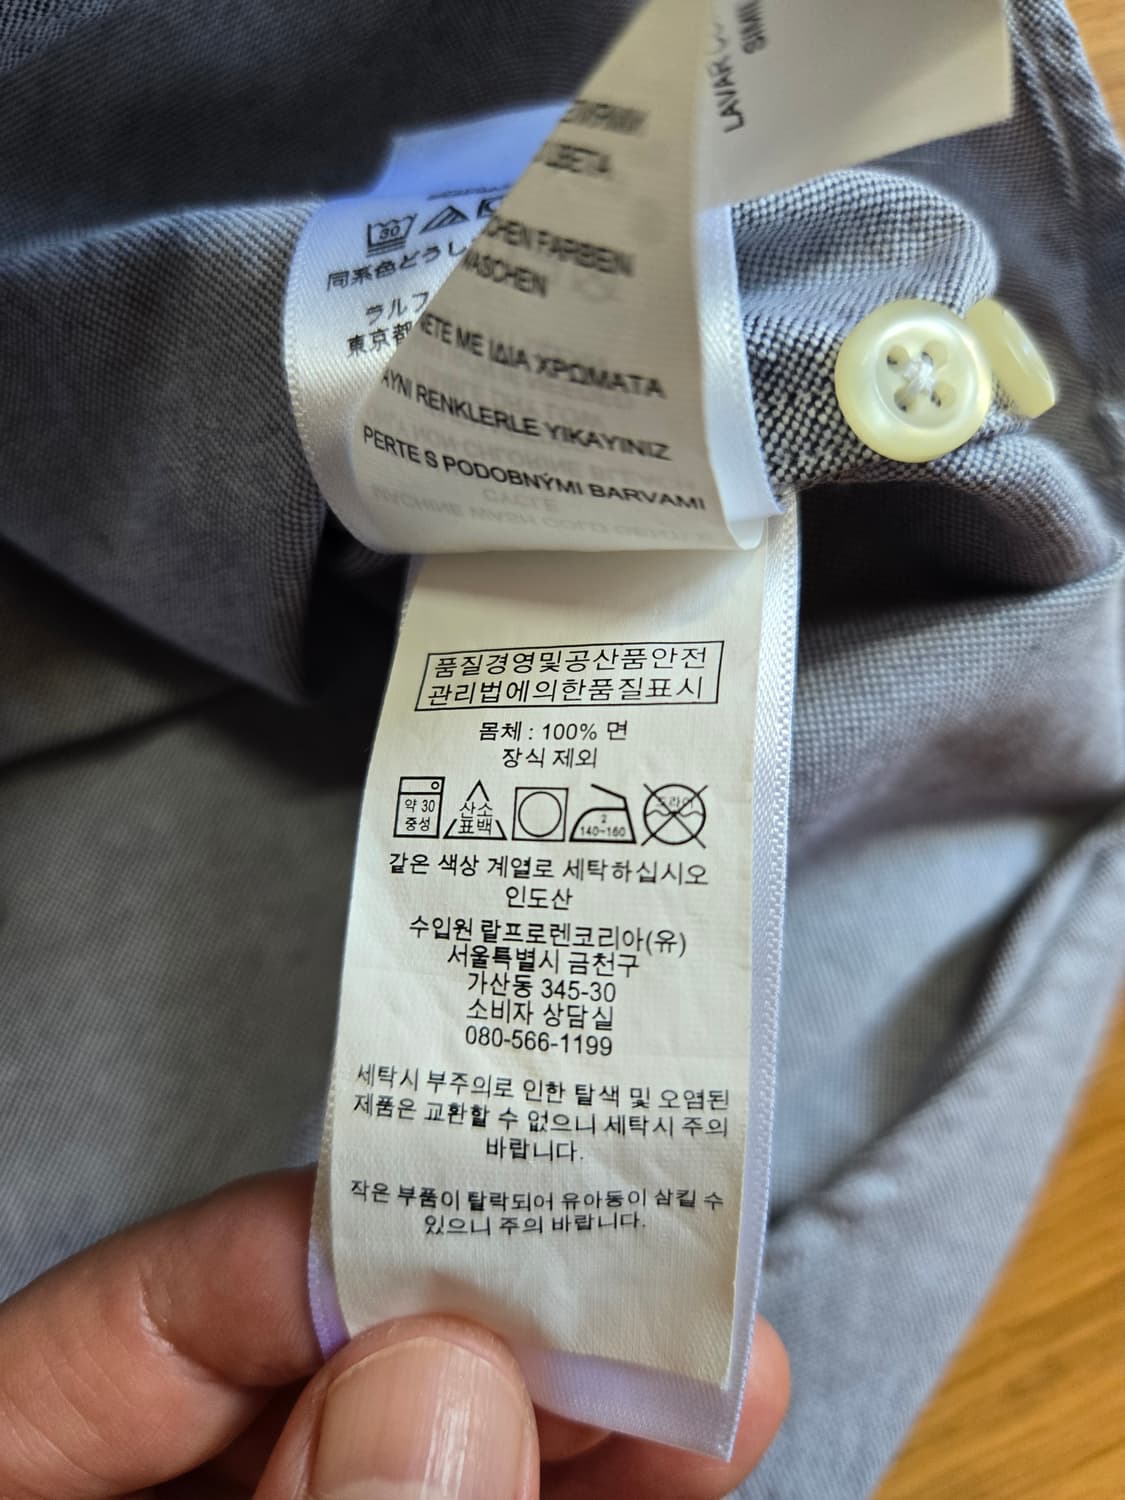 LAVAR
ЦВЕТА
CHEN FARBEN
WASCHEN
ΜΕ ΙΔΙΑ ΧΡΩΜΑΤΑ
AYNI RENKLERLE YIKAYINIZ
PERTE S PODOBNÝMI BARVAMI
30
同系色どうし
ラルフ
東京都
품질경영및공산품안전
관리법에의한품질표시
몸체 : 100% 면
장식 제외
약 30
중성
산소
표백
2
140~160
드라이
같은 색상 계열로 세탁하십시오
인도산
수입원 랄프로렌코리아(유)
서울특별시 금천구
가산동 345-30
소비자 상담실
080-566-1199
세탁시 부주의로 인한 탈색 및 오염된
제품은 교환할 수 없으니 세탁시 주의
바랍니다.
작은 부품이 탈락되어 유아동이 삼킬 수
있으니 주의 바랍니다.